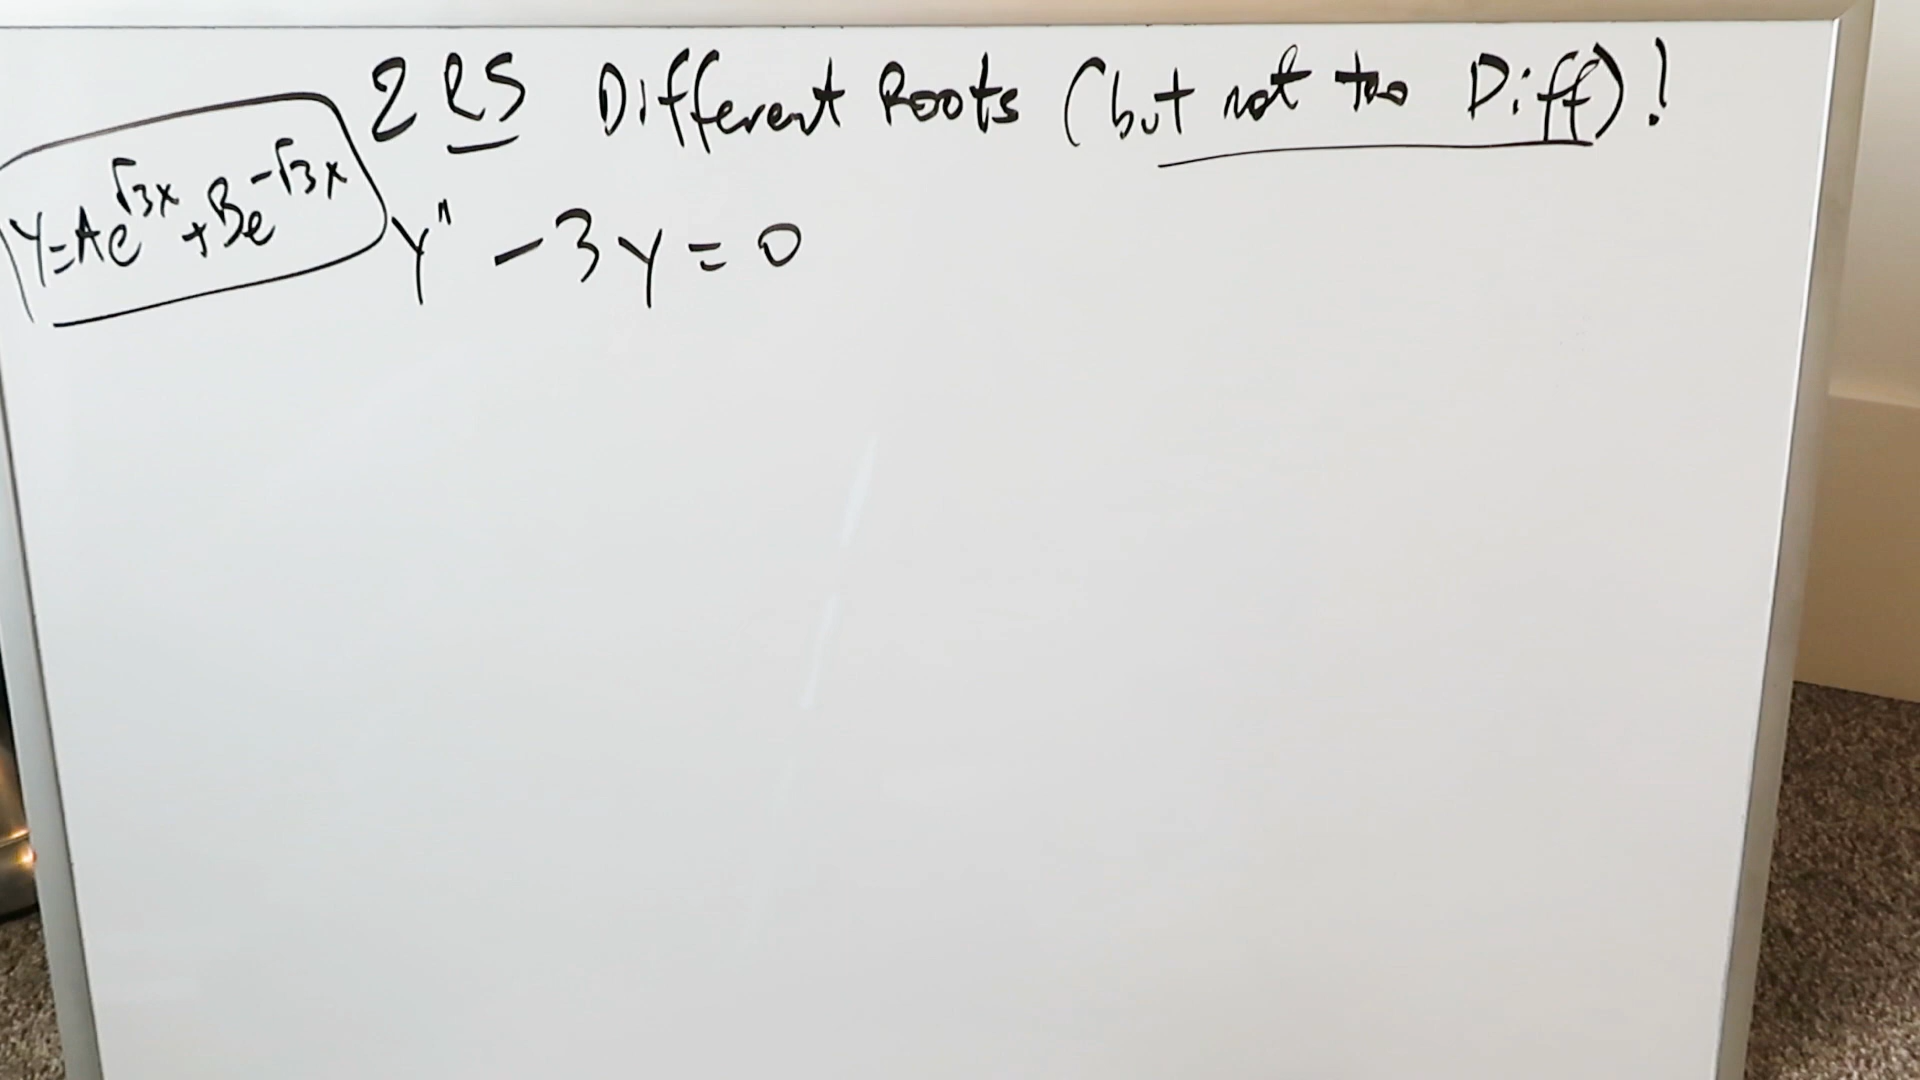 2 RS Different Roots (but not too Diff)!
y = Ae^√3x + Be^-√3x
y" - 3y = 0